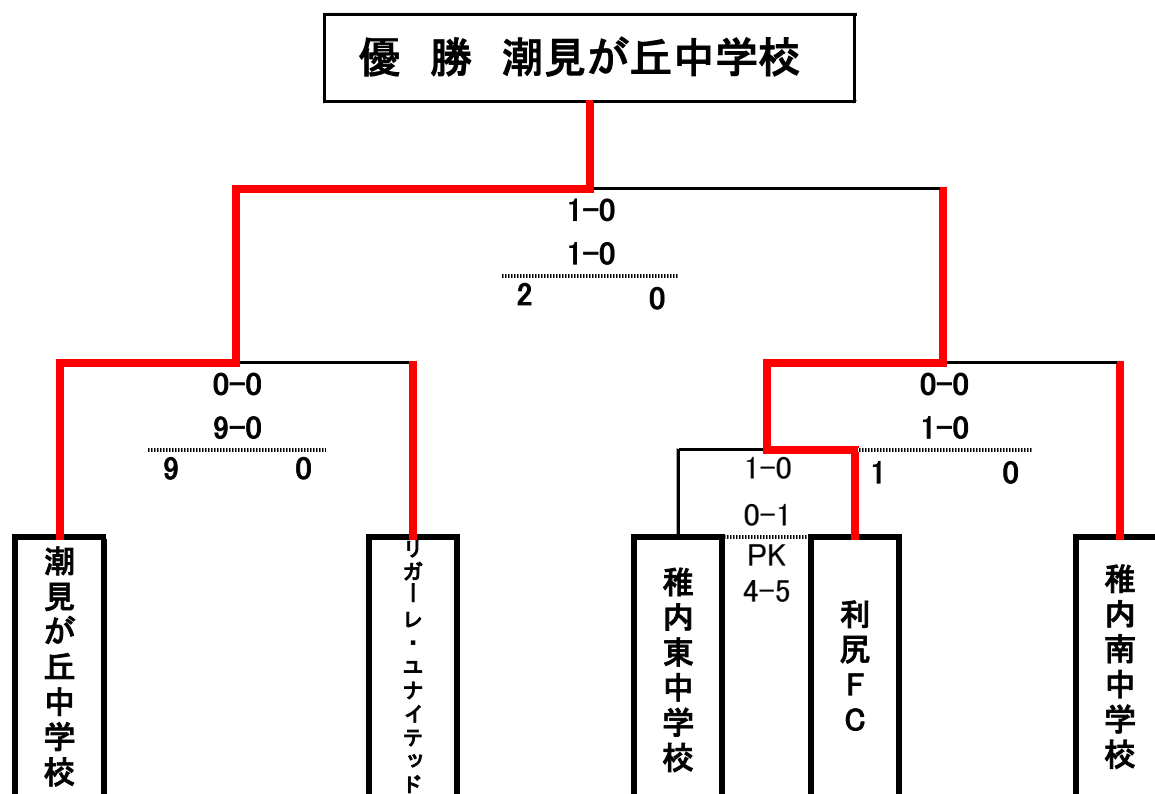 優 勝 潮見が丘中学校
1-0
1-0
2 0
0-0
9-0
9 0
0-0
1-0
1 0
1-0
0-1
PK
4-5
潮見が丘中学校
リガーレ・ユナイテッド
稚内東中学校
利尻FC
稚内南中学校